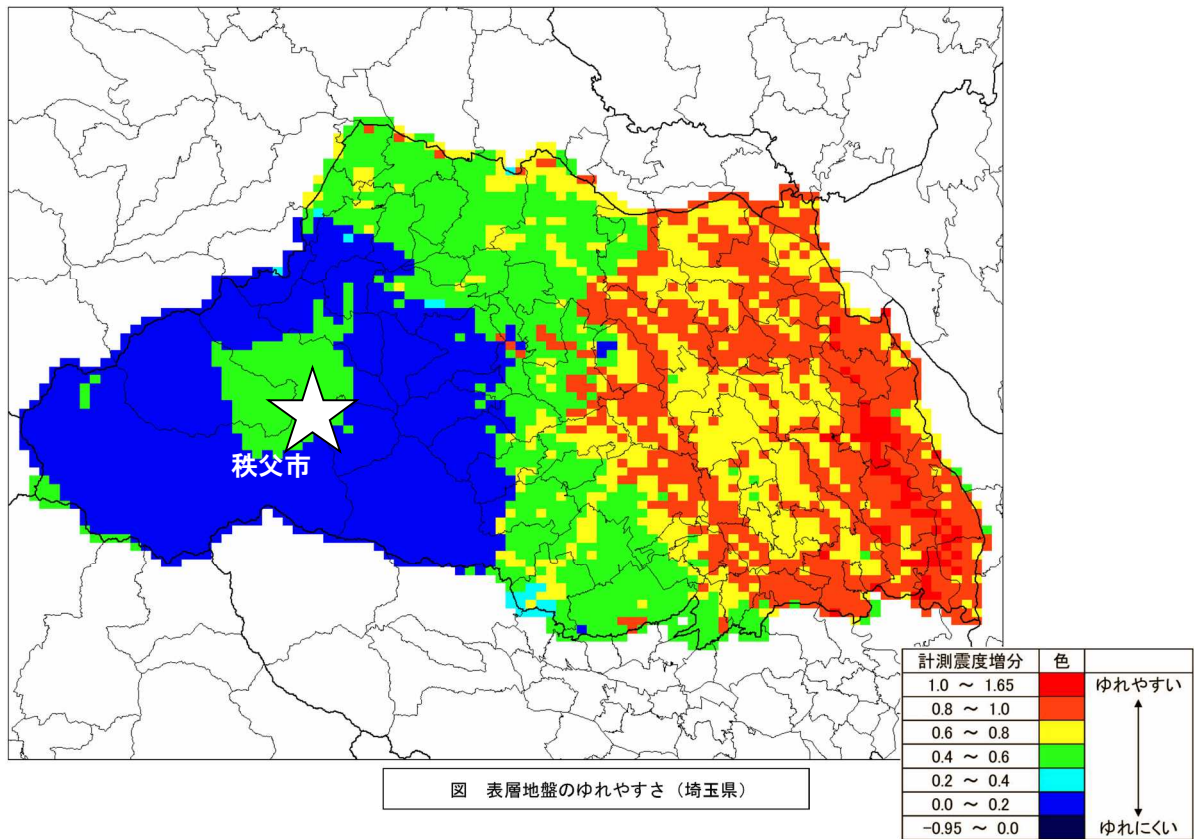 秩父市
計測震度増分 色
1.0 ～ 1.65 ゆれやすい
0.8 ～ 1.0
0.6 ～ 0.8
0.4 ～ 0.6
0.2 ～ 0.4
0.0 ～ 0.2
-0.95 ～ 0.0 ゆれにくい
図 表層地盤のゆれやすさ（埼玉県）